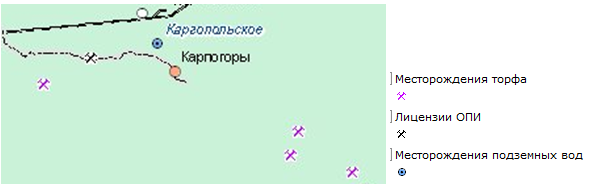 Каргопольское
Карпогоры
Месторождения торфа
Лицензии ОПИ
Месторождения подземных вод